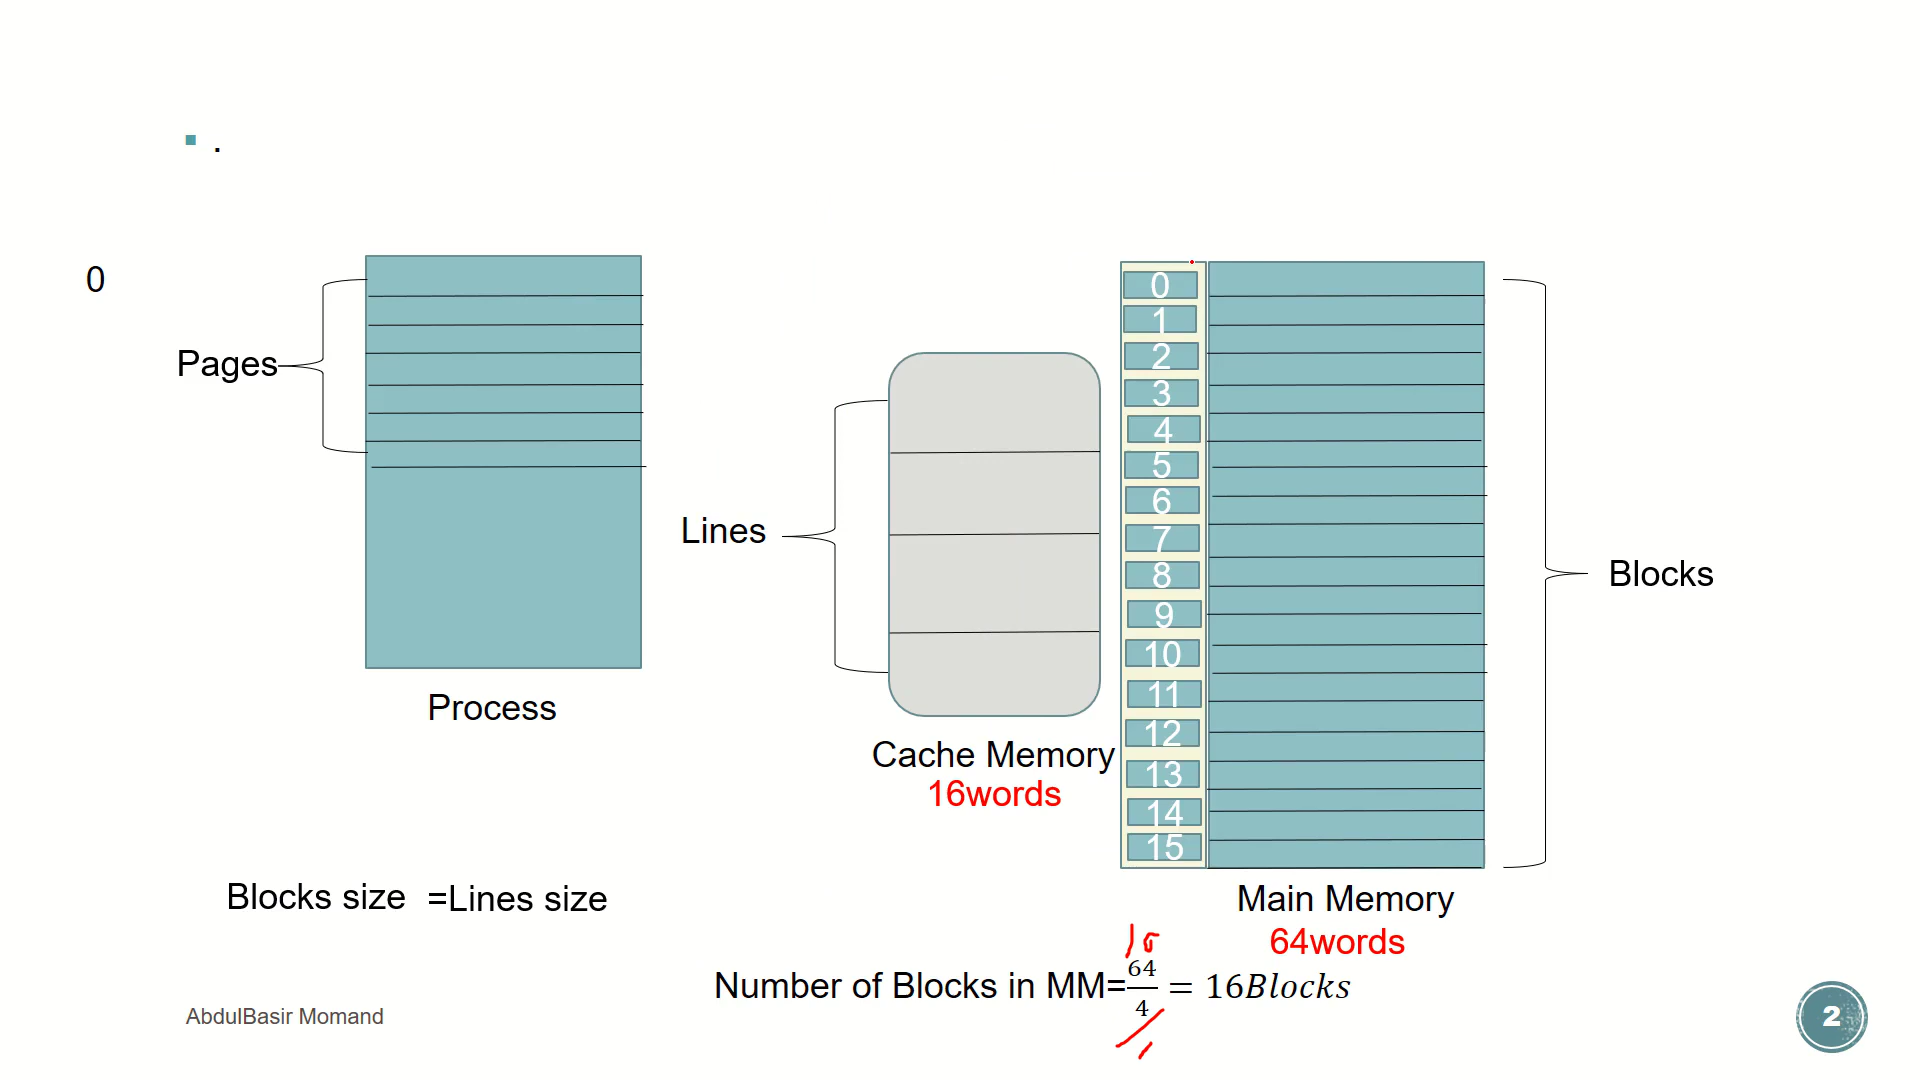 .
0
Pages
Process
Lines
Cache Memory
16words
0
1
2
3
4
5
6
7
8
9
10
11
12
13
14
15
Blocks
Main Memory
64words
Blocks size =Lines size
Number of Blocks in MM=64/4 = 16Blocks
AbdulBasir Momand
2